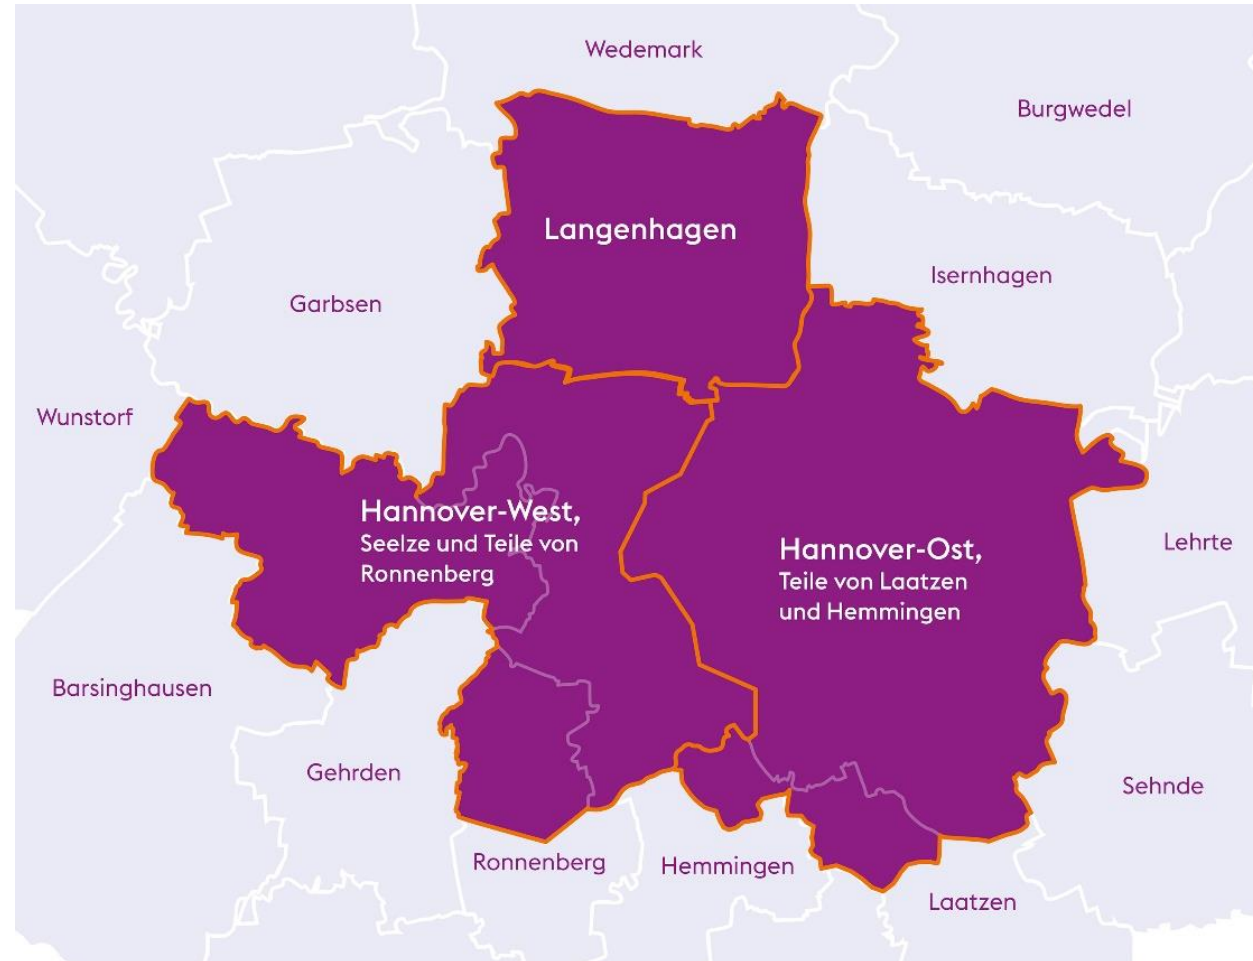 Wedemark
Burgwedel
Langenhagen
Isernhagen
Garbsen
Wunstorf
Hannover-West,
Seelze und Teile von
Ronnenberg
Hannover-Ost,
Teile von Laatzen
und Hemmingen
Lehrte
Barsinghausen
Gehrden
Sehnde
Ronnenberg
Hemmingen
Laatzen